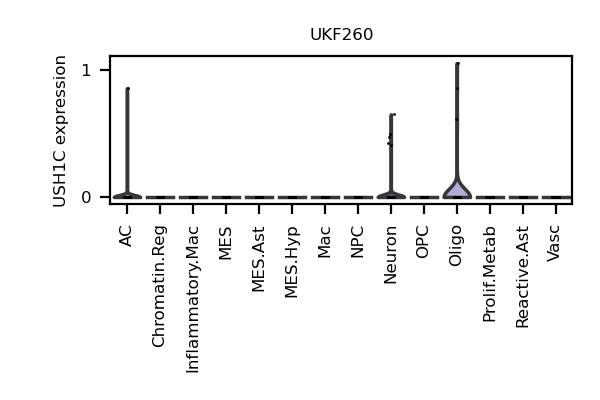 UKF260
USH1C expression
1
0
AC
Chromatin.Reg
Inflammatory.Mac
MES
MES.Ast
MES.Hyp
Mac
NPC
Neuron
OPC
Oligo
Prolif.Metab
Reactive.Ast
Vasc